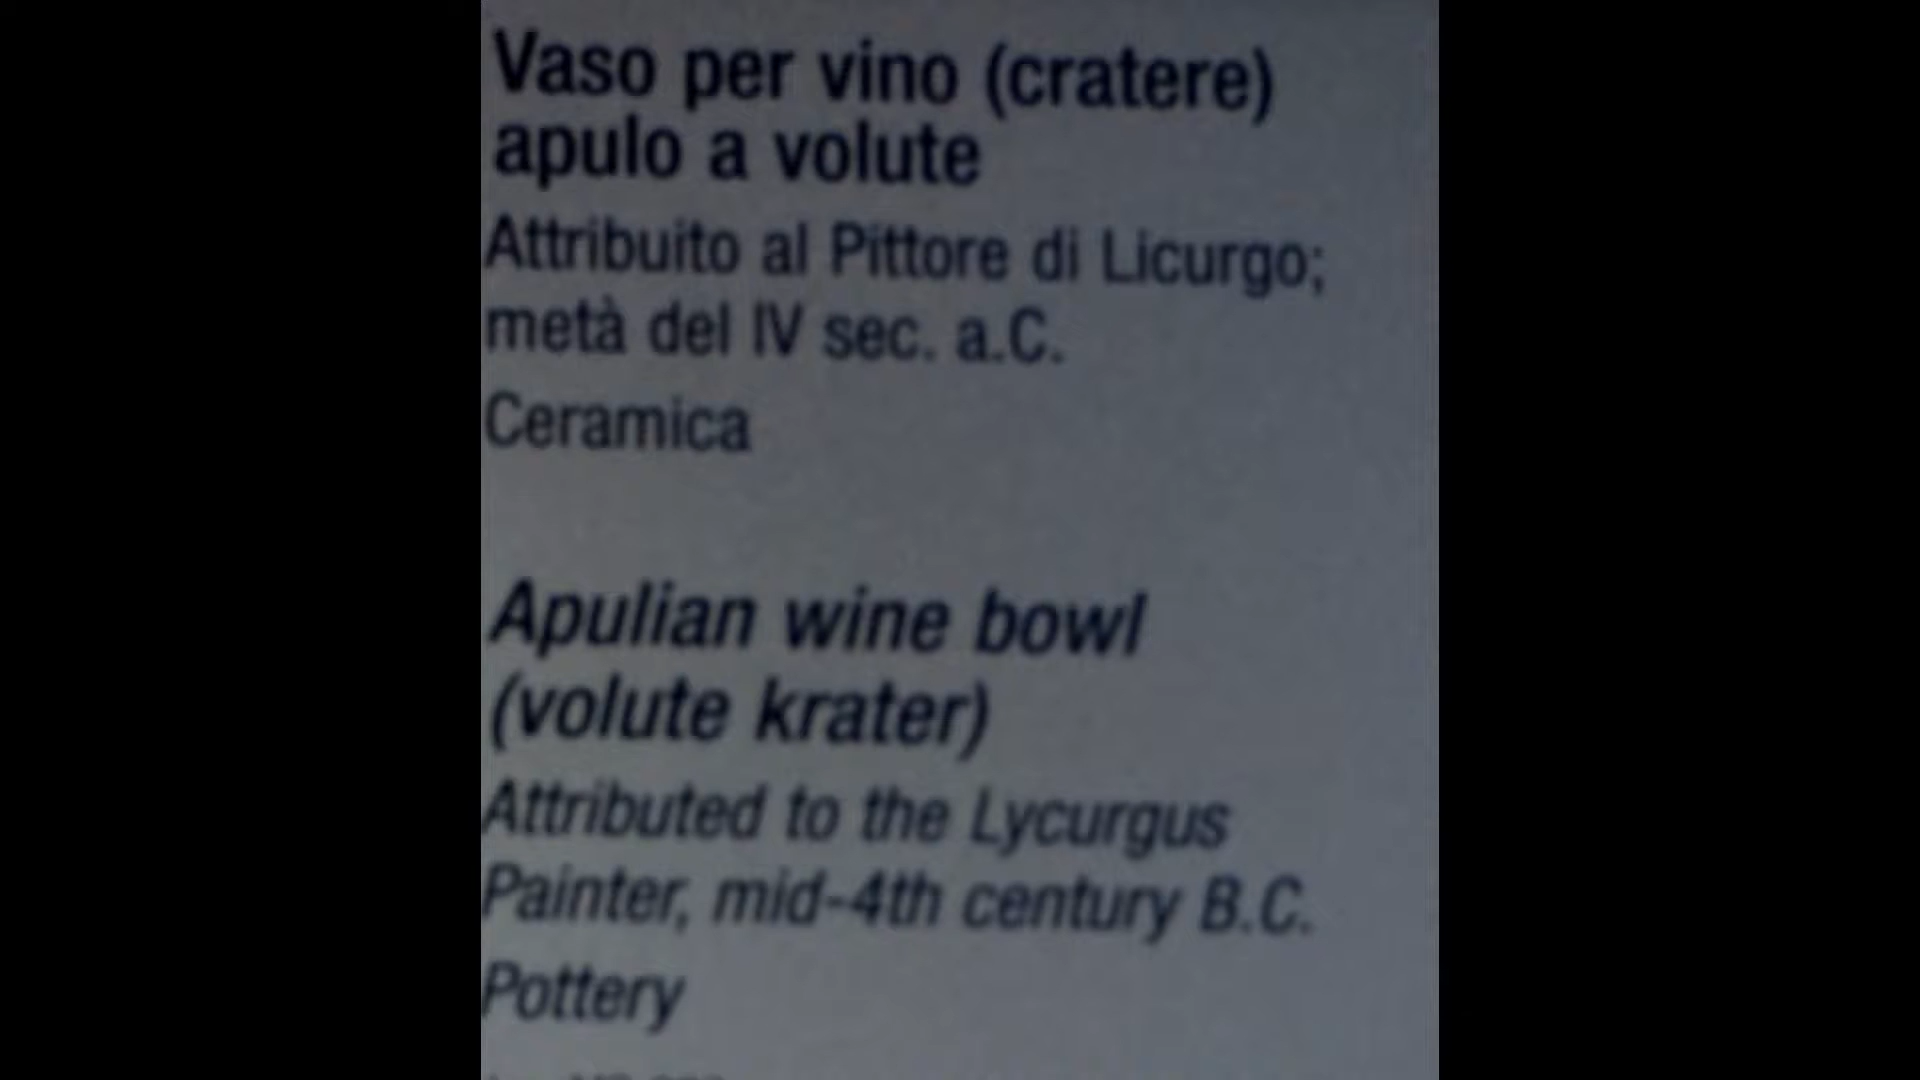 Vaso per vino (cratere)
apulo a volute
Attribuito al Pittore di Licurgo;
metà del IV sec. a.C.
Ceramica
Apulian wine bowl
(volute krater)
Attributed to the Lycurgus
Painter, mid-4th century B.C.
Pottery